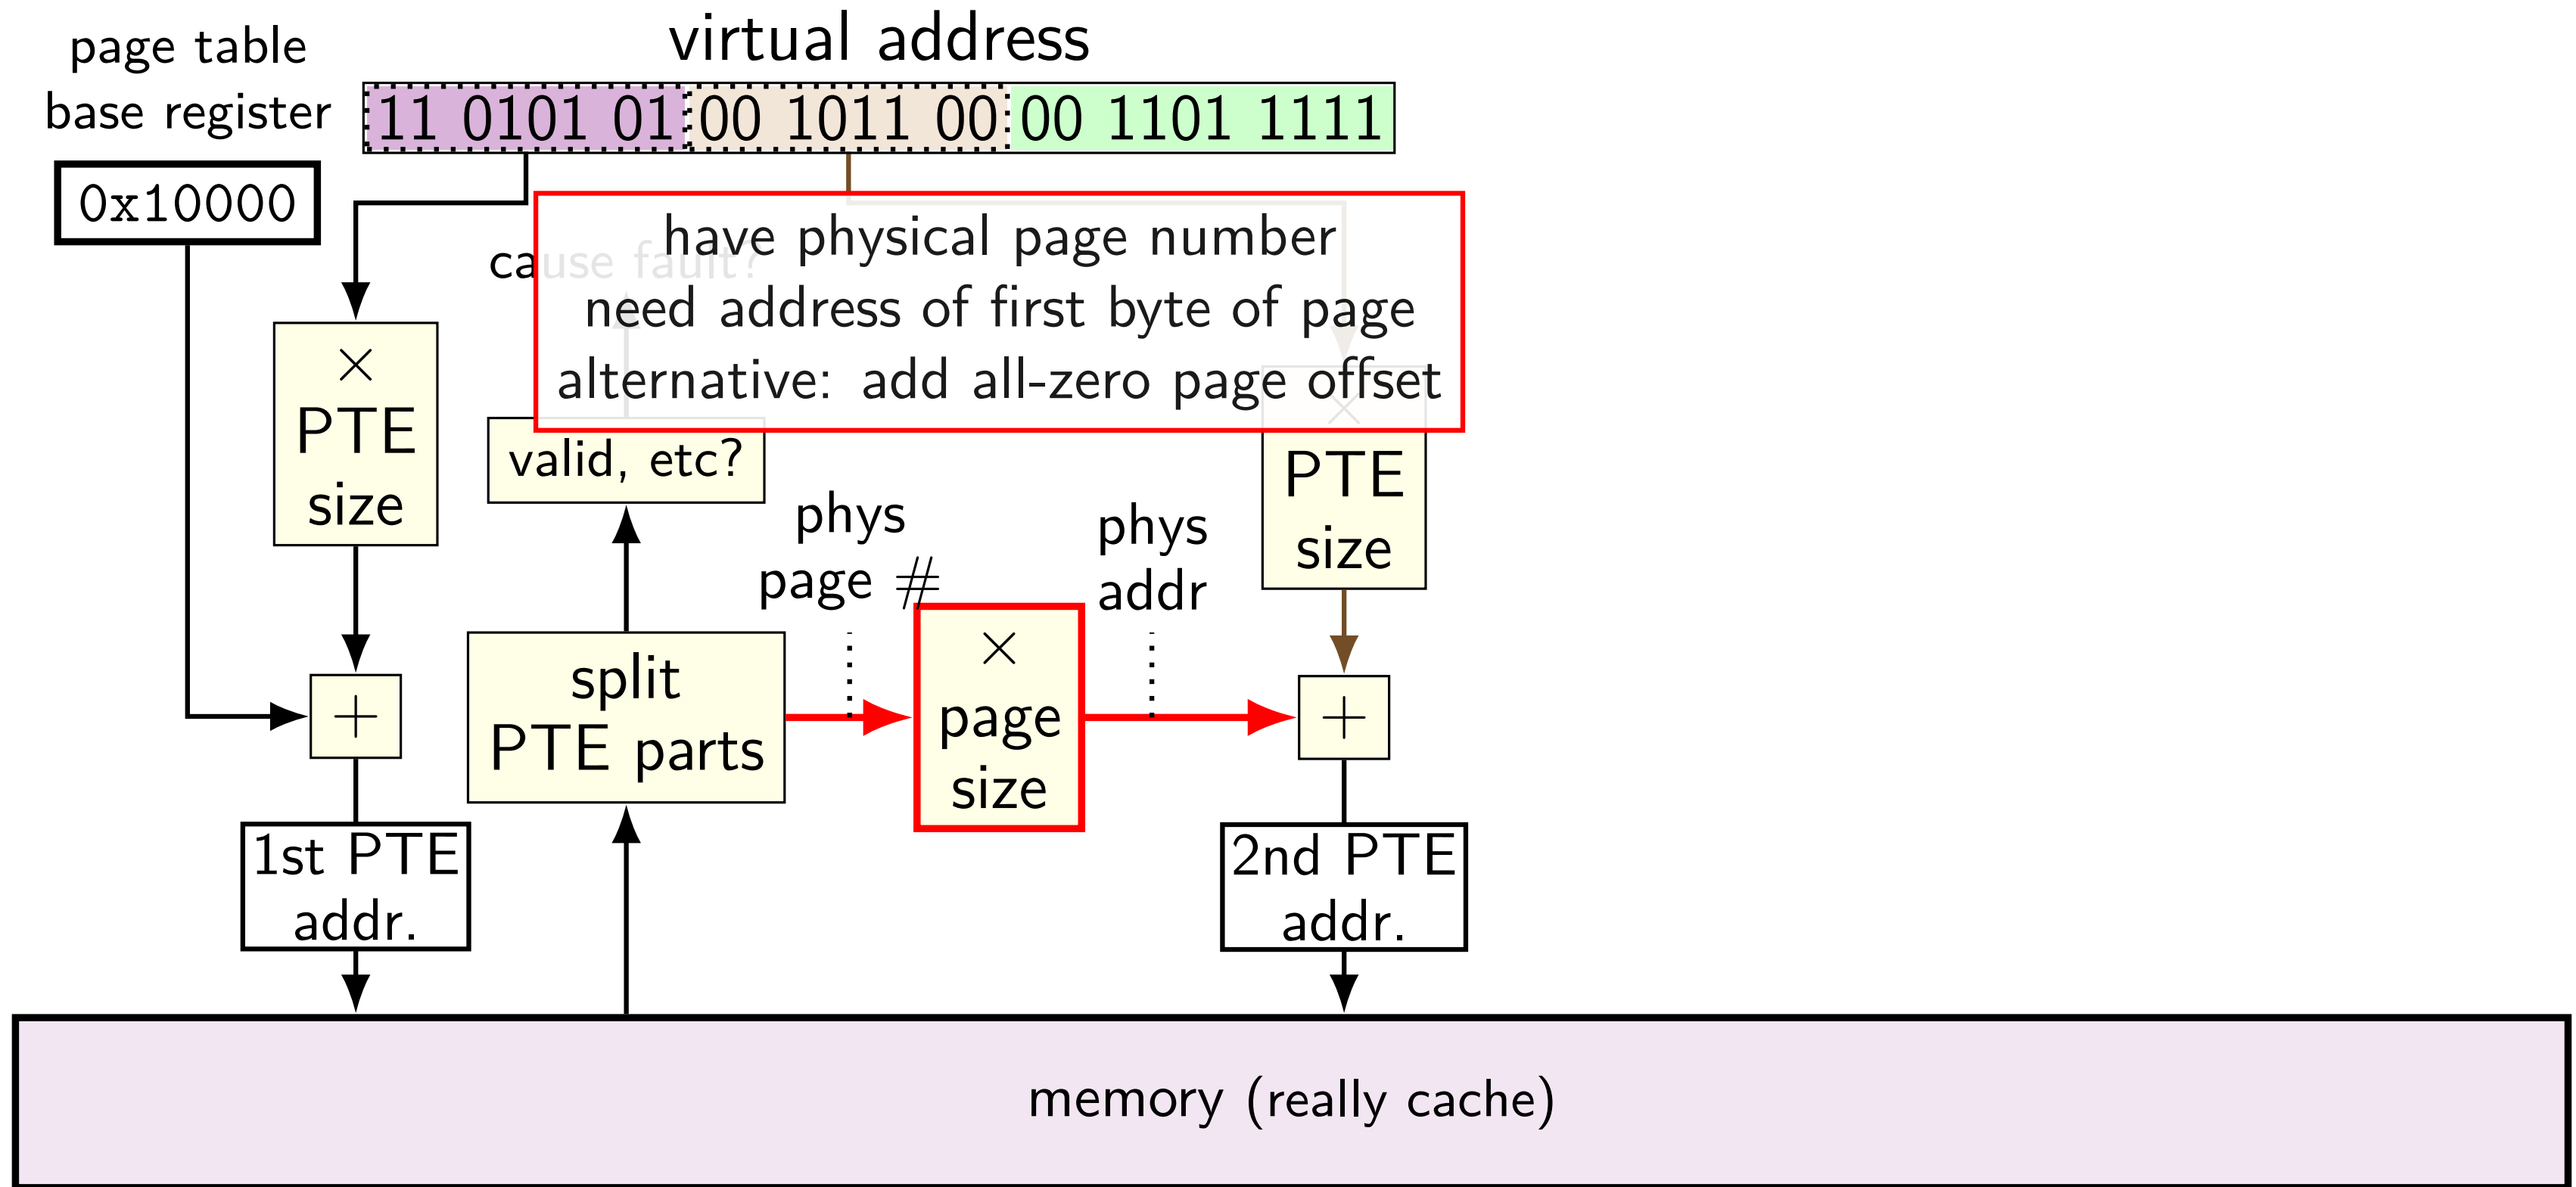 virtual address
page table
base register
11 0101 01 00 1011 00 00 1101 1111
0x10000
have physical page number
need address of first byte of page
alternative: add all-zero page offset
cause fault?
×
PTE
size
valid, etc?
×
PTE
size
phys
page #
phys
addr
+
split
PTE parts
×
page
size
+
1st PTE
addr.
2nd PTE
addr.
memory (really cache)